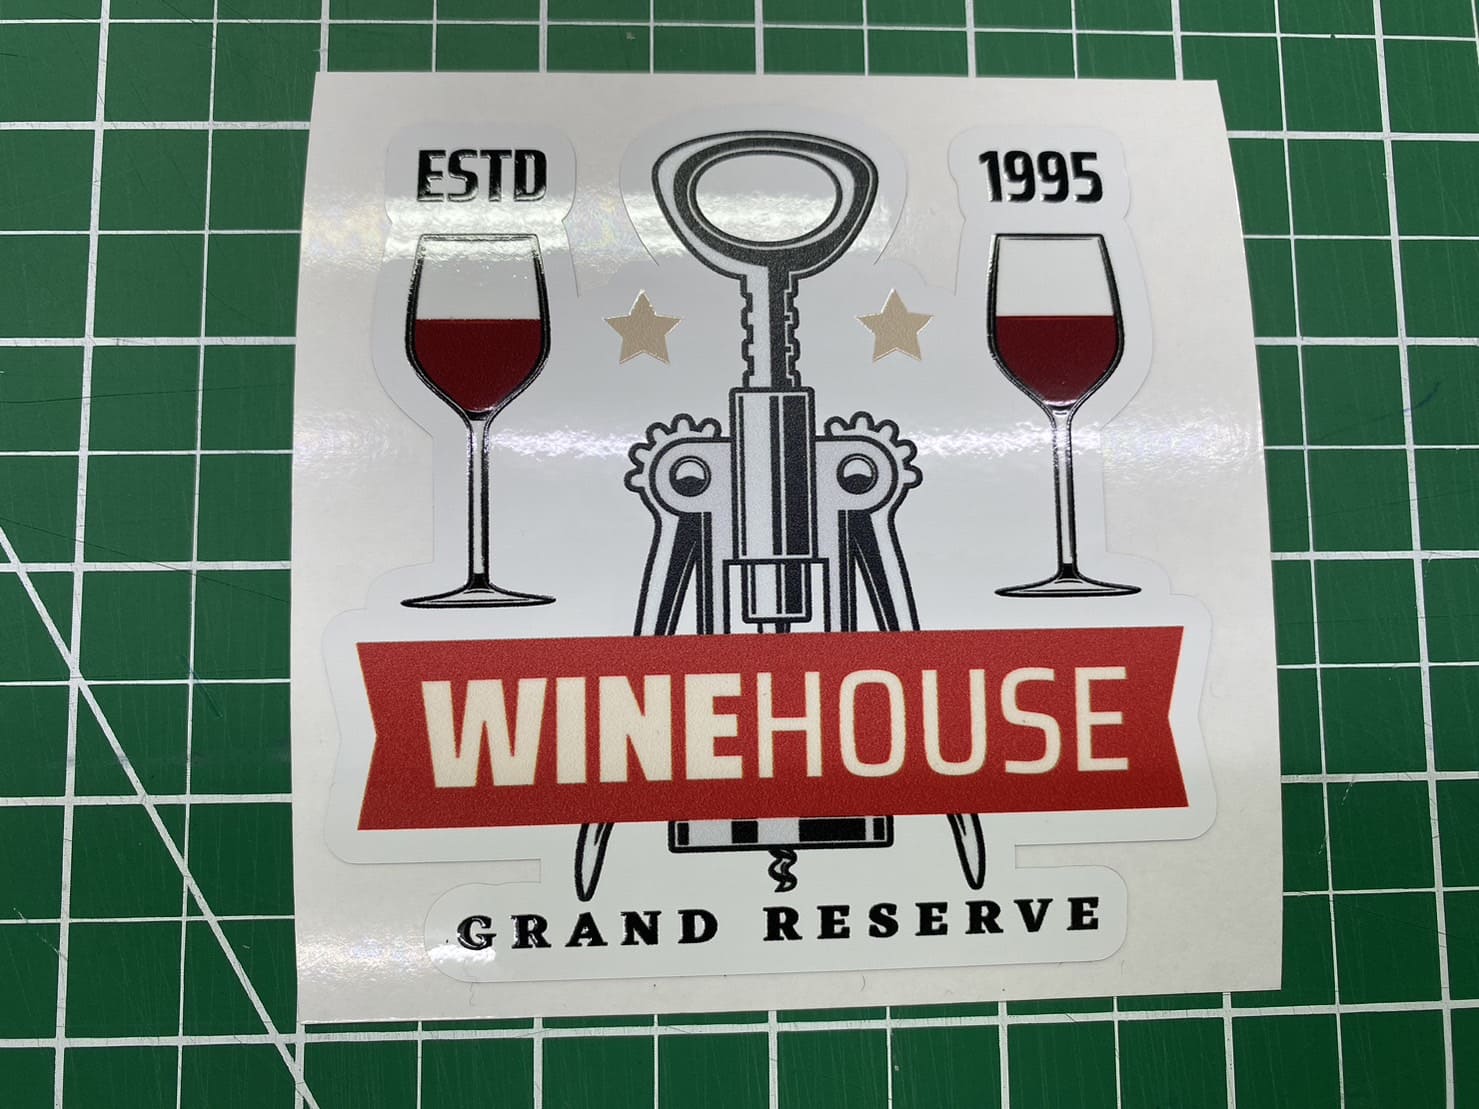 ESTD 1995
WINEHOUSE
GRAND RESERVE